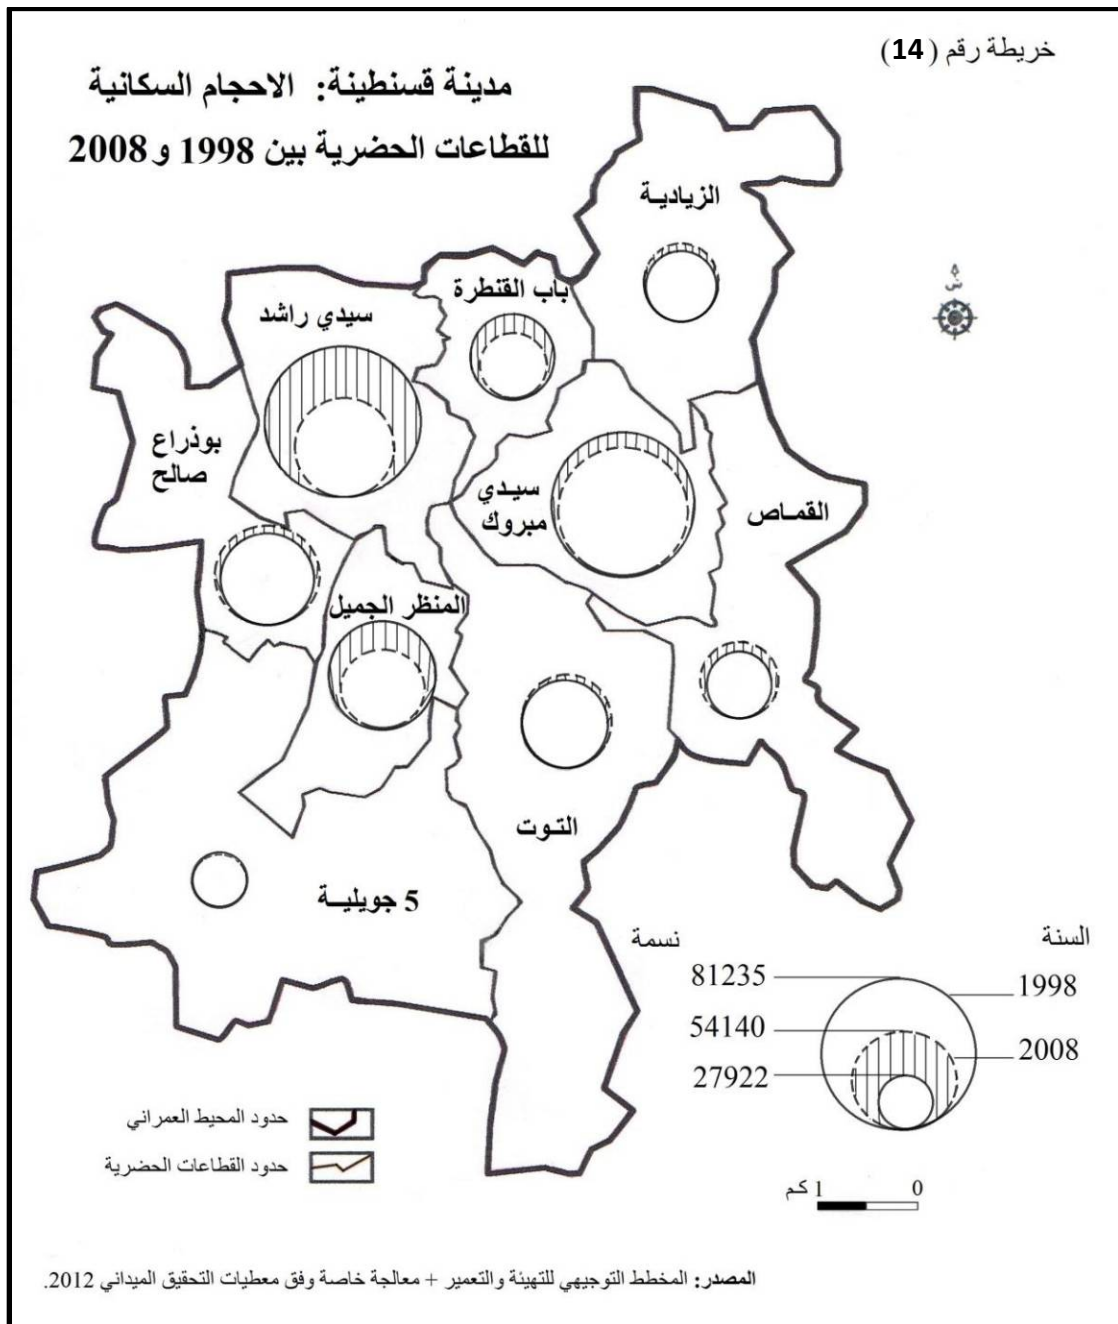 خريطة رقم (14)
مدينة قسنطينة: الاحجام السكانية
للقطاعات الحضرية بين 1998 و 2008
الزيادية
باب القنطرة
سيدي راشد
ش
بوذراع
صالح
سيدي
مبروك
القماص
المنظر الجميل
التوت
5 جويلية
السنة
نسمة
1998
81235
2008
54140
27922
حدود المحيط العمراني
حدود القطاعات الحضرية
0
1 كم
المصدر: المخطط التوجيهي للتهيئة والتعمير + معالجة خاصة وفق معطيات التحقيق الميداني 2012.